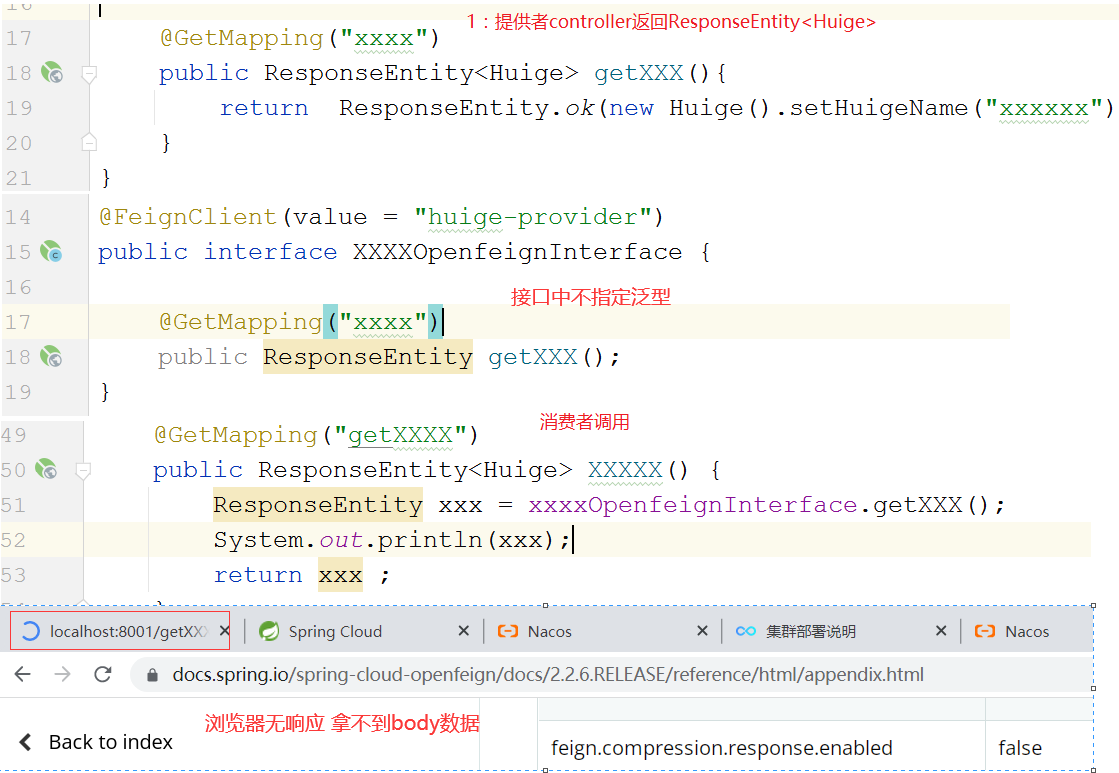 16
1：提供者controller返回ResponseEntity<Huige>
17 @GetMapping("xxxx")
18 public ResponseEntity<Huige> getXXX(){
19 return ResponseEntity.ok(new Huige().setHuigeName("xxxxxx")
20 }
21 }
14 @FeignClient(value = "huige-provider")
15 public interface XXXXOpenfeignInterface {
16
接口中不指定泛型
17 @GetMapping("xxxx")
18 public ResponseEntity getXXX();
19 }
消费者调用
49 @GetMapping("getXXXX")
50 public ResponseEntity<Huige> XXXXX() {
51 ResponseEntity xxx = xxxxOpenfeignInterface.getXXX();
52 System.out.println(xxx);
53 return xxx ;
localhost:8001/getXXX Spring Cloud Nacos 集群部署说明 Nacos
docs.spring.io/spring-cloud-openfeign/docs/2.2.6.RELEASE/reference/html/appendix.html
浏览器无响应 拿不到body数据
Back to index
feign.compression.response.enabled false